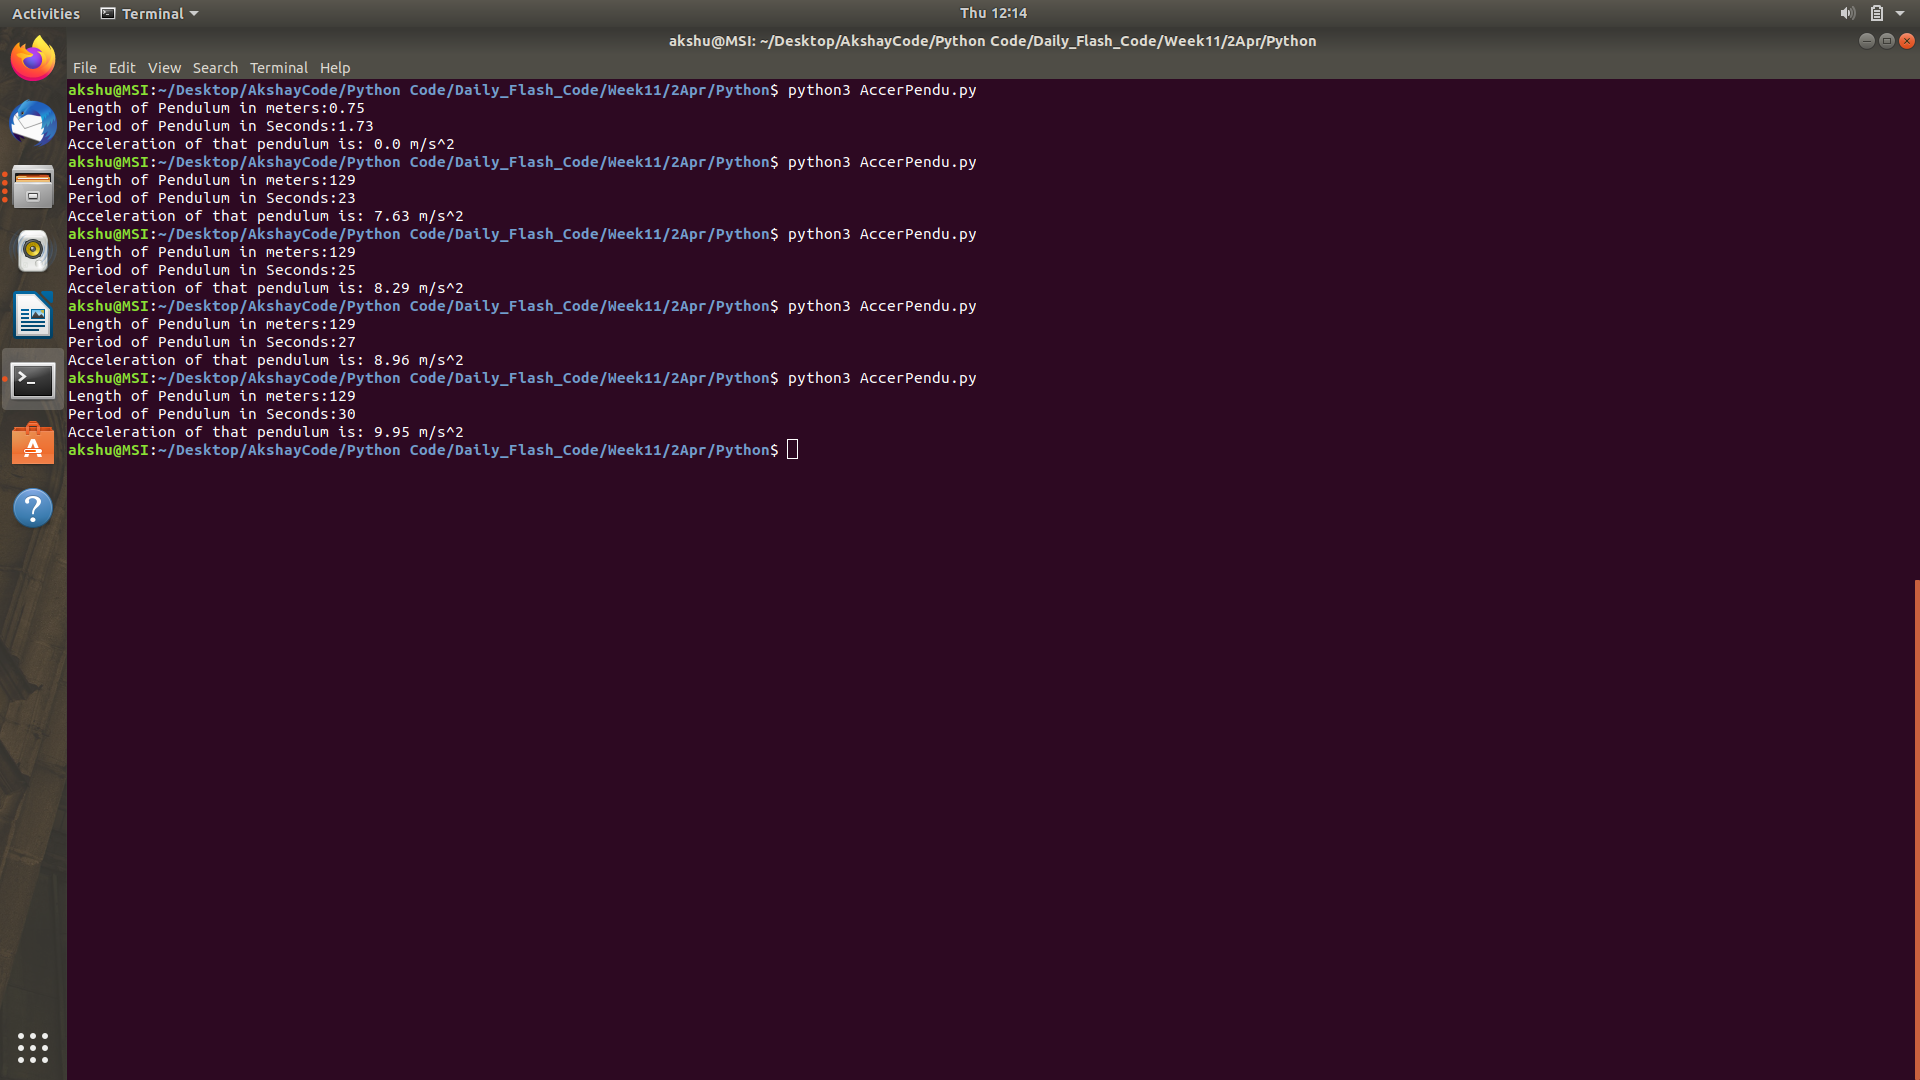 Activities Terminal Thu 12:14
akshu@MSI: ~/Desktop/AkshayCode/Python Code/Daily_Flash_Code/Week11/2Apr/Python
File Edit View Search Terminal Help
akshu@MSI:~/Desktop/AkshayCode/Python Code/Daily_Flash_Code/Week11/2Apr/Python$ python3 AccerPendu.py
Length of Pendulum in meters:0.75
Period of Pendulum in Seconds:1.73
Acceleration of that pendulum is: 0.0 m/s^2
akshu@MSI:~/Desktop/AkshayCode/Python Code/Daily_Flash_Code/Week11/2Apr/Python$ python3 AccerPendu.py
Length of Pendulum in meters:129
Period of Pendulum in Seconds:23
Acceleration of that pendulum is: 7.63 m/s^2
akshu@MSI:~/Desktop/AkshayCode/Python Code/Daily_Flash_Code/Week11/2Apr/Python$ python3 AccerPendu.py
Length of Pendulum in meters:129
Period of Pendulum in Seconds:25
Acceleration of that pendulum is: 8.29 m/s^2
akshu@MSI:~/Desktop/AkshayCode/Python Code/Daily_Flash_Code/Week11/2Apr/Python$ python3 AccerPendu.py
Length of Pendulum in meters:129
Period of Pendulum in Seconds:27
Acceleration of that pendulum is: 8.96 m/s^2
akshu@MSI:~/Desktop/AkshayCode/Python Code/Daily_Flash_Code/Week11/2Apr/Python$ python3 AccerPendu.py
Length of Pendulum in meters:129
Period of Pendulum in Seconds:30
Acceleration of that pendulum is: 9.95 m/s^2
akshu@MSI:~/Desktop/AkshayCode/Python Code/Daily_Flash_Code/Week11/2Apr/Python$